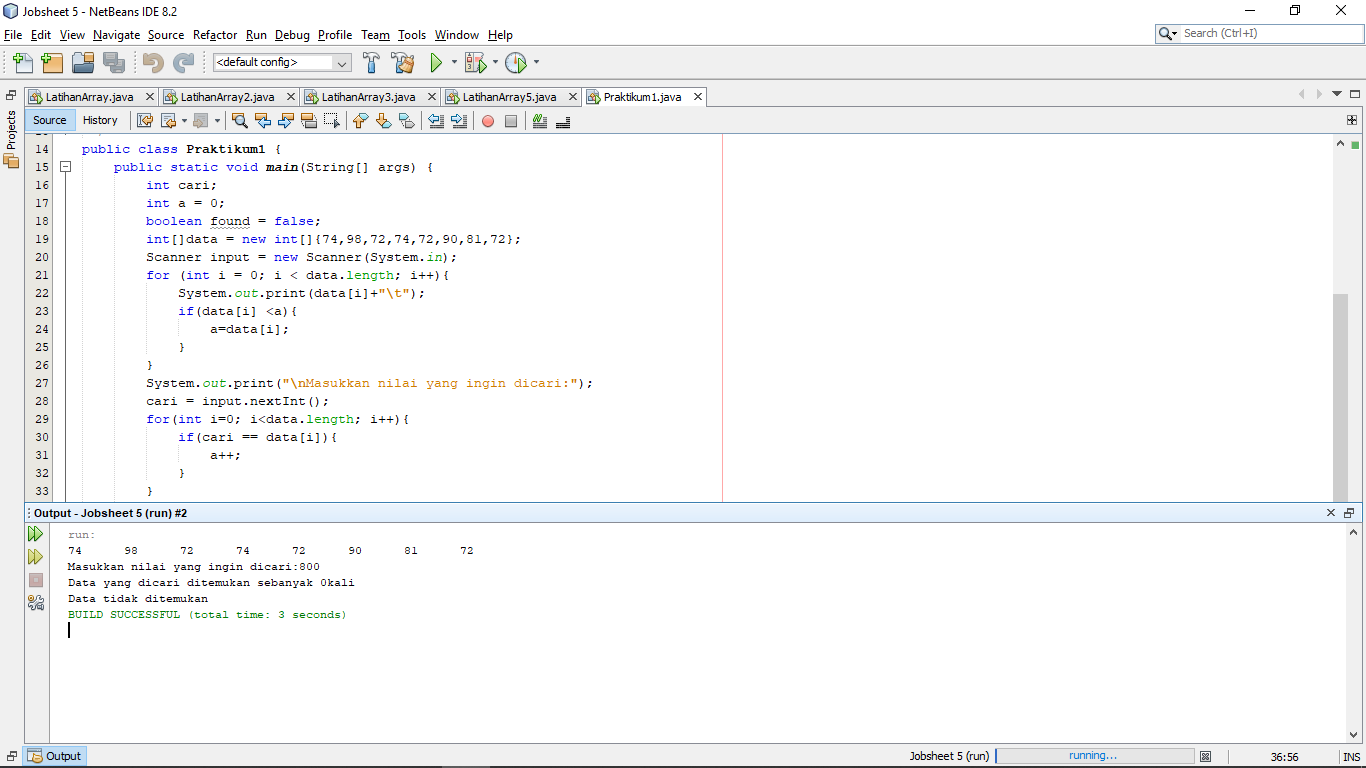 Jobsheet 5 - NetBeans IDE 8.2
File Edit View Navigate Source Refactor Run Debug Profile Team Tools Window Help
Search (Ctrl+I)
<default config>
LatihanArray.java LatihanArray2.java LatihanArray3.java LatihanArray5.java Praktikum1.java
Projects
Source History
14 public class Praktikum1 {
15 public static void main(String[] args) {
16 int cari;
17 int a = 0;
18 boolean found = false;
19 int[]data = new int[]{74,98,72,74,72,90,81,72};
20 Scanner input = new Scanner(System.in);
21 for (int i = 0; i < data.length; i++){
22 System.out.print(data[i]+"\t");
23 if(data[i] <a){
24 a=data[i];
25 }
26 }
27 System.out.print("\nMasukkan nilai yang ingin dicari:");
28 cari = input.nextInt();
29 for(int i=0; i<data.length; i++){
30 if(cari == data[i]){
31 a++;
32 }
33 }
Output - Jobsheet 5 (run) #2
run:
74 98 72 74 72 90 81 72
Masukkan nilai yang ingin dicari:800
Data yang dicari ditemukan sebanyak 0kali
Data tidak ditemukan
BUILD SUCCESSFUL (total time: 3 seconds)
Output
Jobsheet 5 (run) running... 36:56 INS